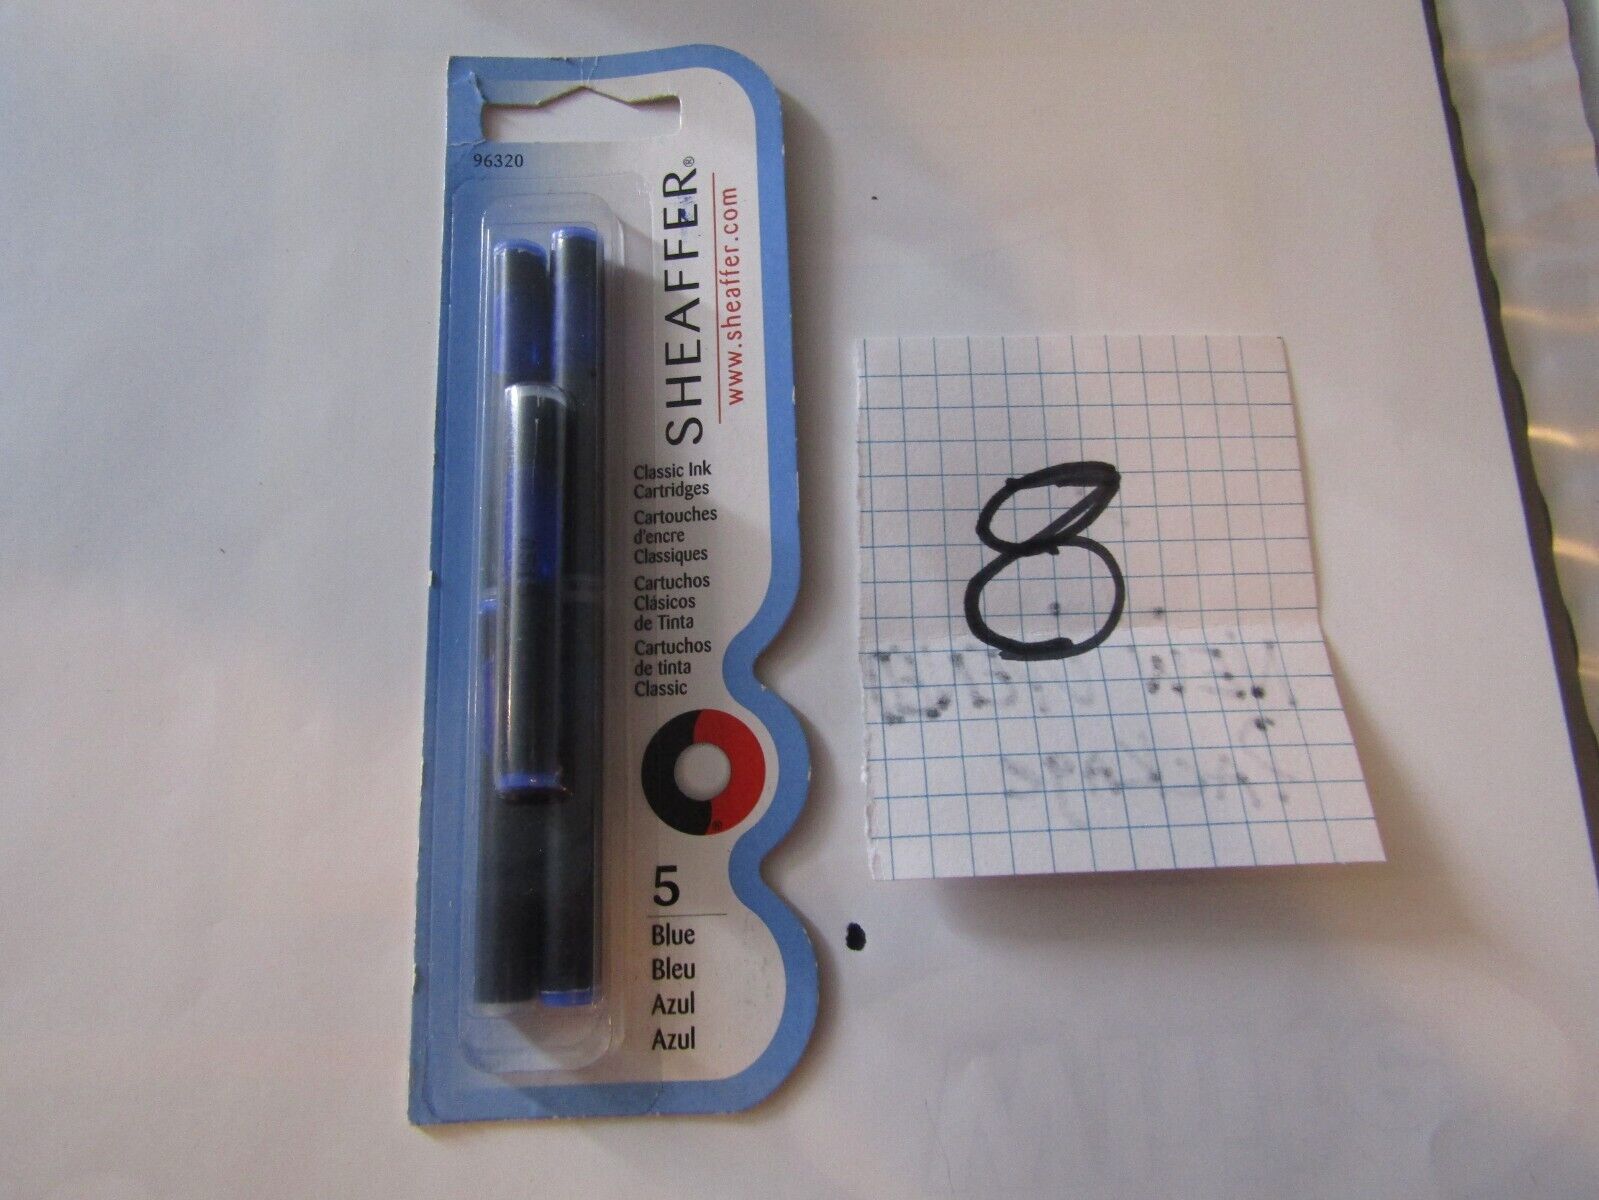 96320
SHEAFFER®
www.sheaffer.com
Classic Ink
Cartridges
Cartouches
d'encre
Classiques
Cartuchos
Clásicos
de Tinta
Cartuchos
de tinta
Classic
®
5
Blue
Bleu
Azul
Azul
8